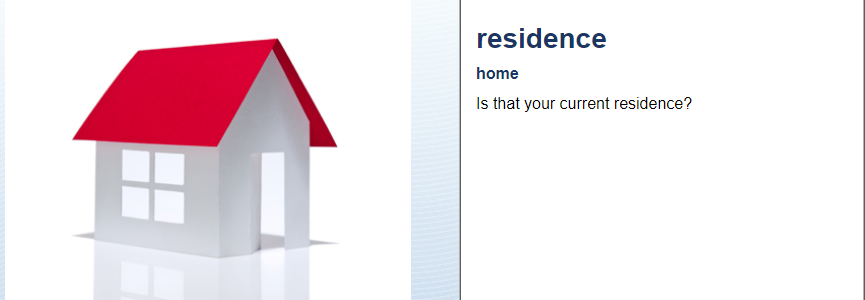 residence
home
Is that your current residence?